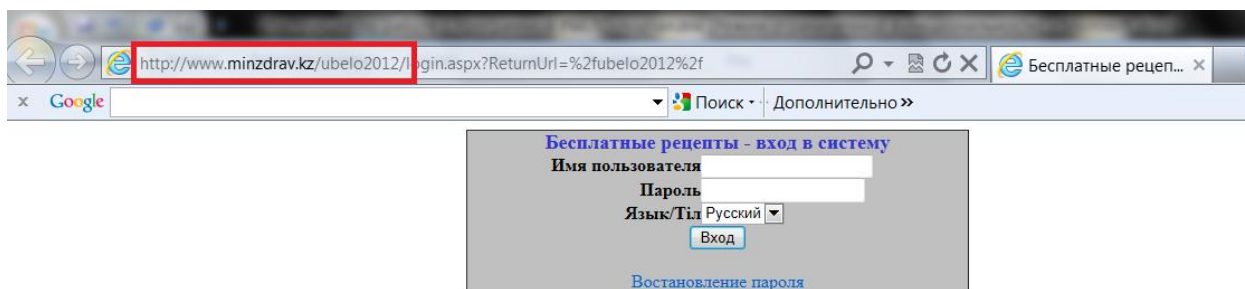 http://www.minzdrav.kz/ubelo2012/login.aspx?ReturnUrl=%2fubelo2012%2f
Бесплатные рецеп...
x Google Поиск Дополнительно »
Бесплатные рецепты - вход в систему
Имя пользователя
Пароль
Язык/Тіл Русский
Вход
Востановление пароля